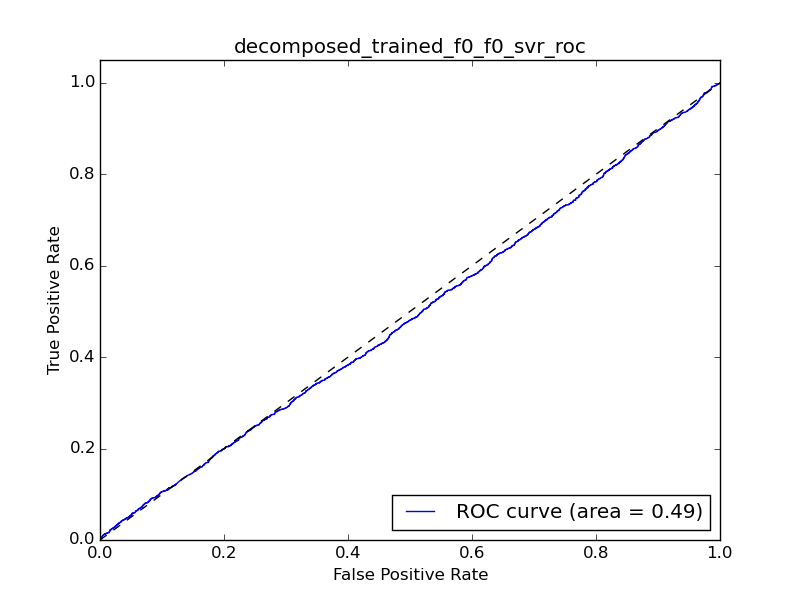 decomposed_trained_f0_f0_svr_roc
1.0
0.8
0.6
0.4
0.2
0.0
True Positive Rate
ROC curve (area = 0.49)
0.0 0.2 0.4 0.6 0.8 1.0
False Positive Rate